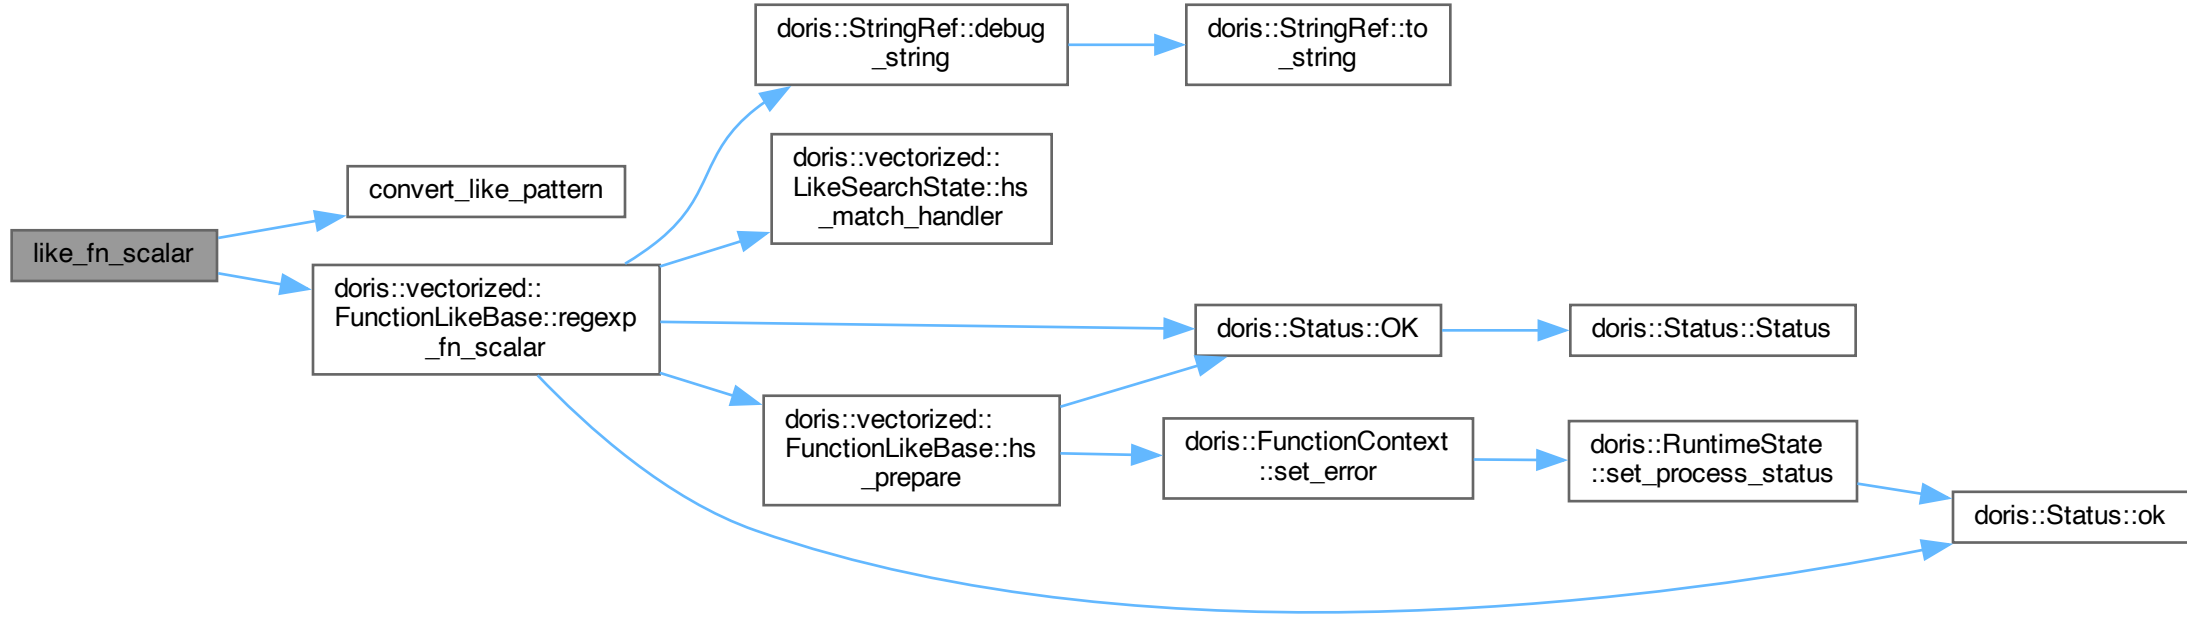 like_fn_scalar
convert_like_pattern
doris::vectorized::
FunctionLikeBase::regexp
_fn_scalar
doris::StringRef::debug
_string
doris::StringRef::to
_string
doris::vectorized::
LikeSearchState::hs
_match_handler
doris::Status::OK
doris::Status::Status
doris::vectorized::
FunctionLikeBase::hs
_prepare
doris::FunctionContext
::set_error
doris::RuntimeState
::set_process_status
doris::Status::ok